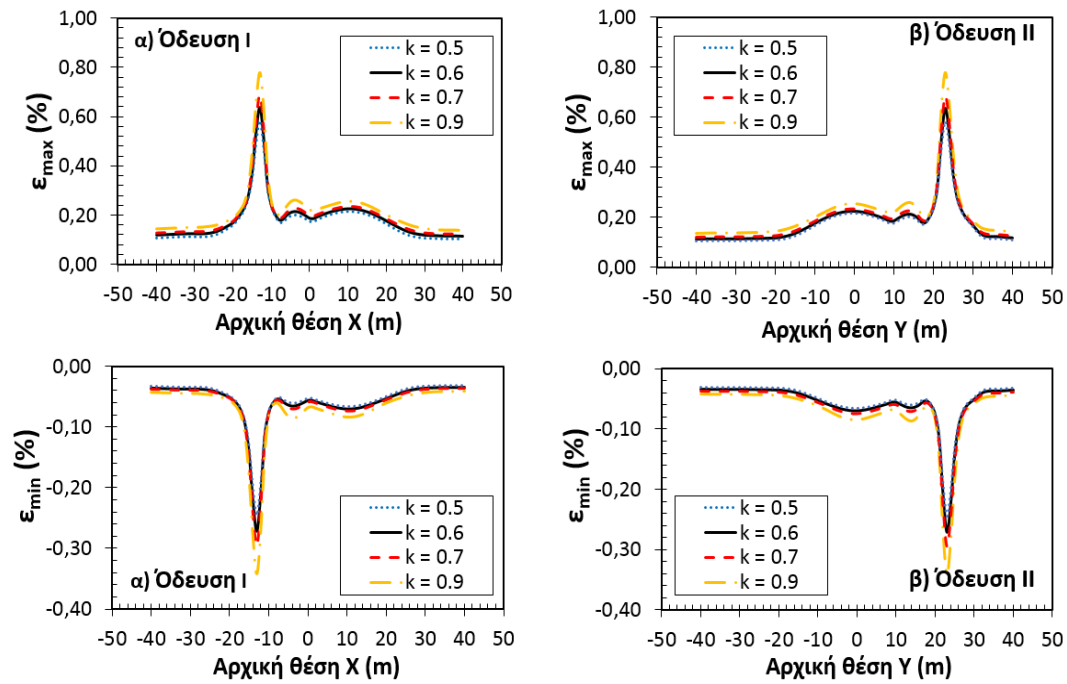 1,00
0,80
0,60
0,40
0,20
0,00
ε max (%)
α) Όδευση I
k = 0.5
k = 0.6
k = 0.7
k = 0.9
-50 -40 -30 -20 -10 0 10 20 30 40 50
Αρχική θέση X (m)
1,00
0,80
0,60
0,40
0,20
0,00
ε max (%)
β) Όδευση II
k = 0.5
k = 0.6
k = 0.7
k = 0.9
-50 -40 -30 -20 -10 0 10 20 30 40 50
Αρχική θέση Y (m)
0,00
-0,10
-0,20
-0,30
-0,40
ε min (%)
α) Όδευση I
k = 0.5
k = 0.6
k = 0.7
k = 0.9
-50 -40 -30 -20 -10 0 10 20 30 40 50
Αρχική θέση X (m)
0,00
-0,10
-0,20
-0,30
-0,40
ε min (%)
k = 0.5
k = 0.6
k = 0.7
k = 0.9
β) Όδευση II
-50 -40 -30 -20 -10 0 10 20 30 40 50
Αρχική θέση Y (m)